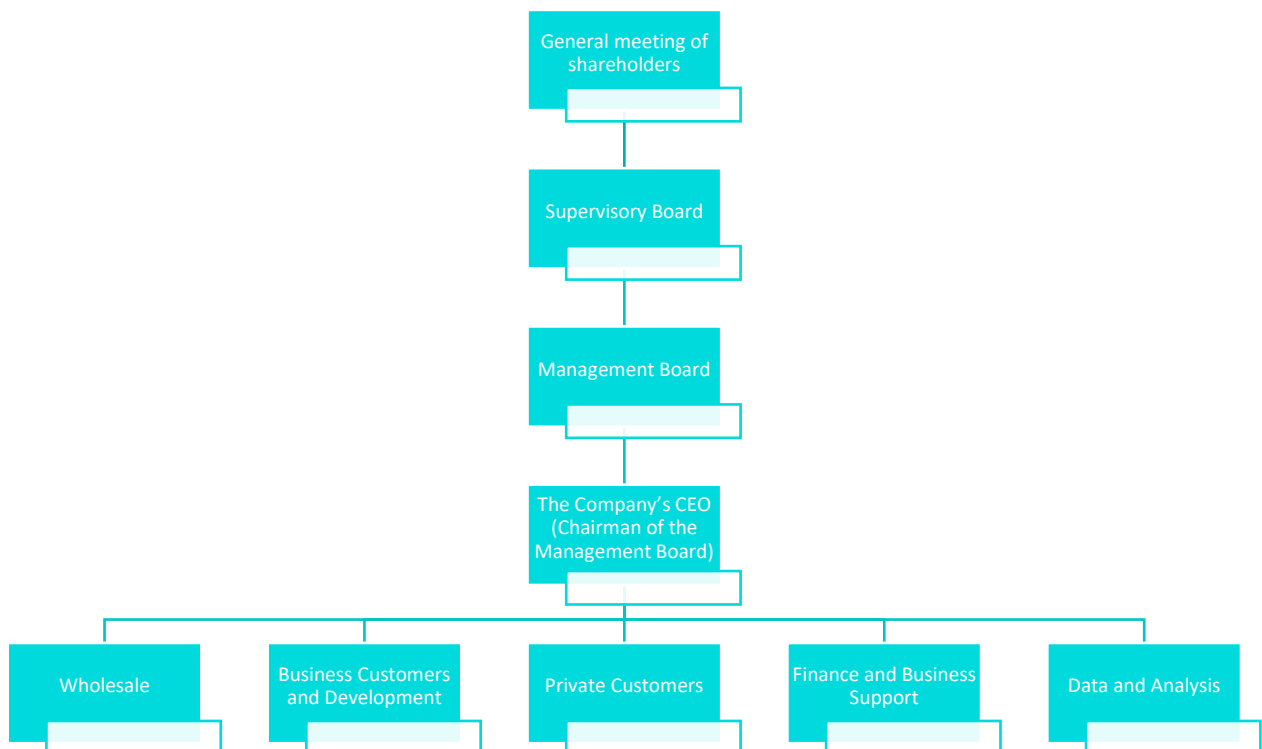 General meeting of
shareholders
Supervisory Board
Management Board
The Company’s CEO
(Chairman of the
Management Board)
Wholesale
Business Customers
and Development
Private Customers
Finance and Business
Support
Data and Analysis